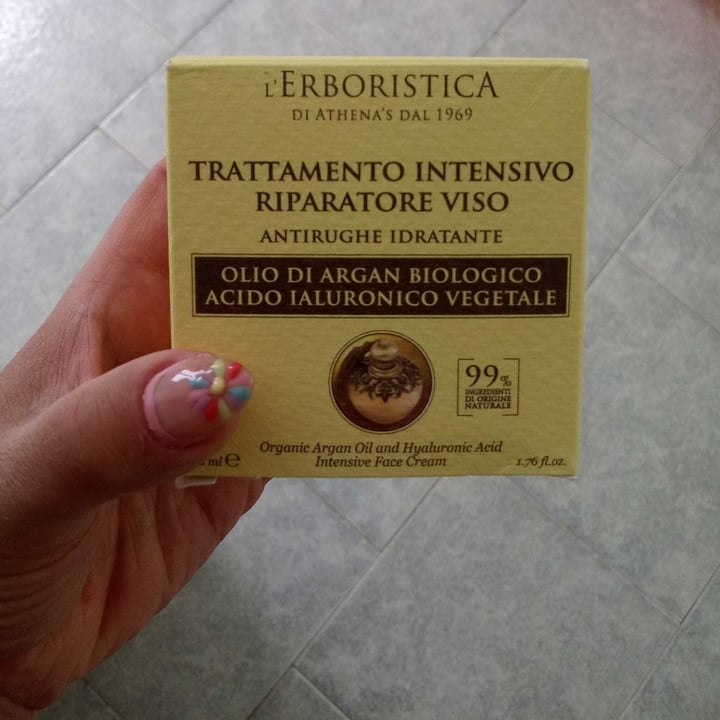 L'ERBORISTICA
DI ATHENA'S DAL 1969
TRATTAMENTO INTENSIVO
RIPARATORE VISO
ANTIRUGHE IDRATANTE
OLIO DI ARGAN BIOLOGICO
ACIDO IALURONICO VEGETALE
99%
INGREDIENTI
DI ORIGINE
NATURALE
Organic Argan Oil and Hyaluronic Acid
Intensive Face Cream
ml e
1.76 fl.oz.